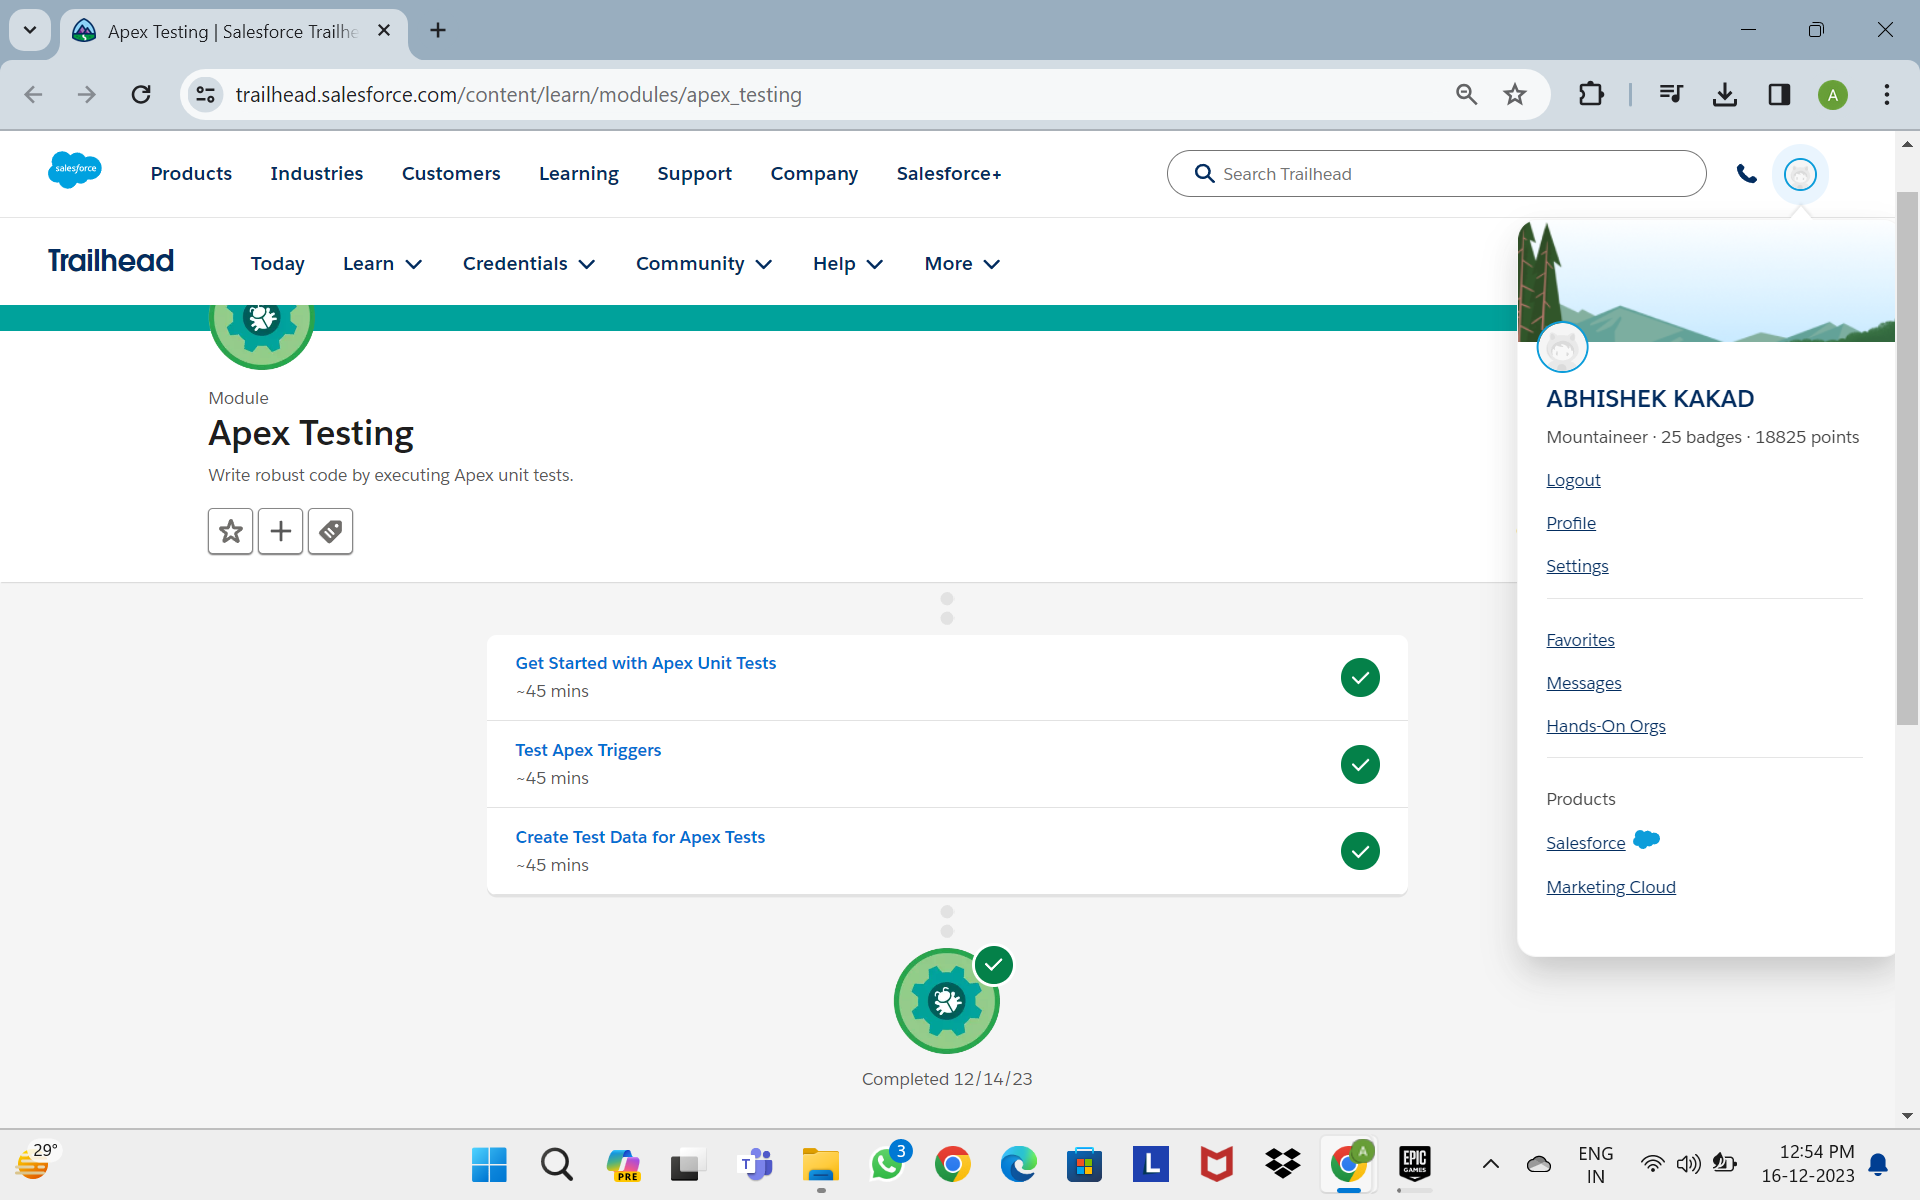 Apex Testing | Salesforce Trailhe
trailhead.salesforce.com/content/learn/modules/apex_testing
A
salesforce
Products Industries Customers Learning Support Company Salesforce+
Search Trailhead
Trailhead
Today Learn Credentials Community Help More
Module
Apex Testing
Write robust code by executing Apex unit tests.
Get Started with Apex Unit Tests
~45 mins
Test Apex Triggers
~45 mins
Create Test Data for Apex Tests
~45 mins
Completed 12/14/23
ABHISHEK KAKAD
Mountaineer · 25 badges · 18825 points
Logout
Profile
Settings
Favorites
Messages
Hands-On Orgs
Products
Salesforce
Marketing Cloud
29°
PRE
T
3
L
A
EPIC
GAMES
ENG
IN
12:54 PM
16-12-2023